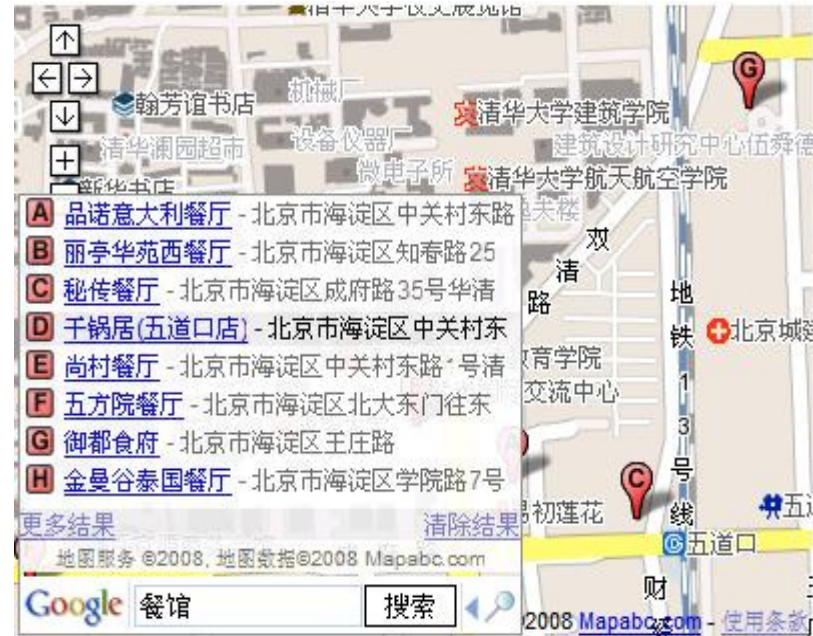 G
翰芳谊书店
机械厂
清华大学建筑学院
清华澜园超市
设备仪器厂
建筑设计研究中心伍舜德
微电子所
清华大学航天航空学院
新华书店
A 品诺意大利餐厅 - 北京市海淀区中关村东路
B 丽亭华苑西餐厅 - 北京市海淀区知春路25
C 秘传餐厅 - 北京市海淀区成府路35号华清
D 千锅居(五道口店) - 北京市海淀区中关村东
E 尚村餐厅 - 北京市海淀区中关村东路 号清
F 五方院餐厅 - 北京市海淀区北大东门往东
G 御都食府 - 北京市海淀区王庄路
H 金曼谷泰国餐厅 - 北京市海淀区学院路7号
更多结果 清除结果
地图服务 ©2008, 地图数据©2008 Mapabc.com
Google 餐馆 搜索
双清路
地铁13号线
北京城建
育学院
交流中心
C
易初莲花
五道口
财
2008 Mapabc.com - 使用条款